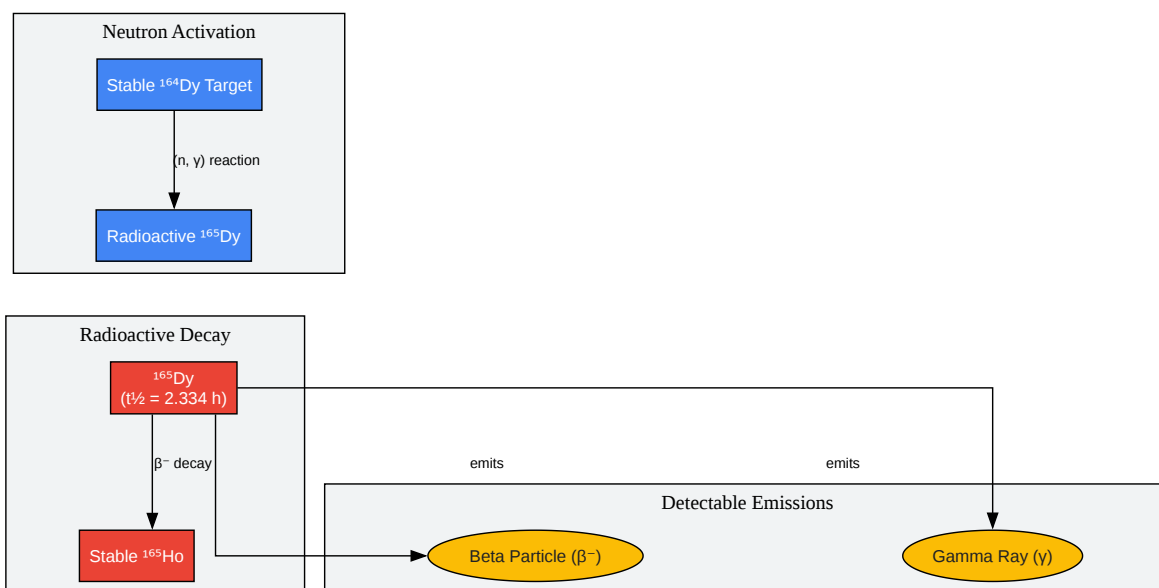 Neutron Activation
Stable ¹⁶⁴Dy Target
(n, γ) reaction
Radioactive ¹⁶⁵Dy
Radioactive Decay
¹⁶⁵Dy
(t½ = 2.334 h)
β⁻ decay
emits
emits
Detectable Emissions
Stable ¹⁶⁵Ho
Beta Particle (β⁻)
Gamma Ray (γ)